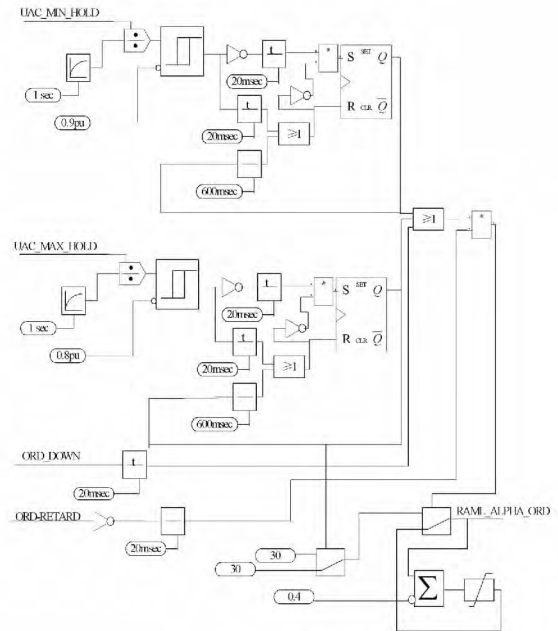 UAC_MIN_HOLD
1 sec
0.9pu
t
20msec
*
S SET Q
R CLR Q̅
t
20msec
≥1
600msec
≥1
*
UAC_MAX_HOLD
1 sec
0.8pu
t
20msec
*
S SET Q
R CLR Q̅
t
20msec
≥1
600msec
ORD_DOWN
t
20msec
ORD-RETARD
20msec
30
30
RAML_ALPHA_ORD
0.4
Σ